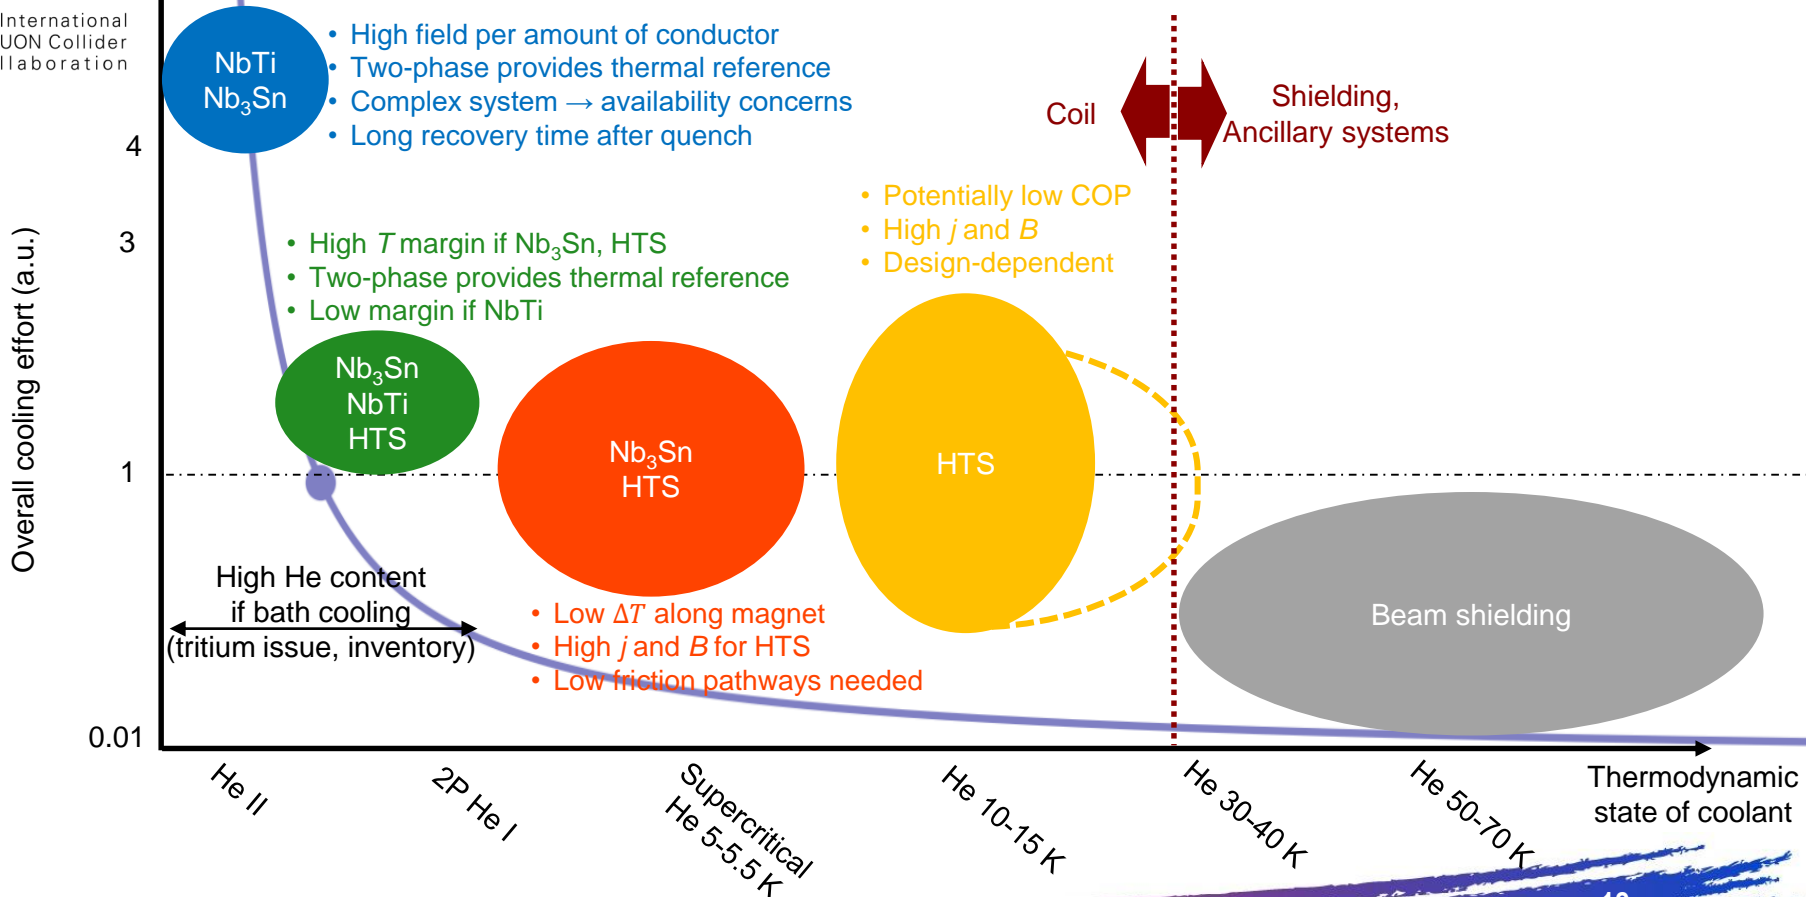 International
UON Collider
llaboration
NbTi
Nb₃Sn
• High field per amount of conductor
• Two-phase provides thermal reference
• Complex system → availability concerns
• Long recovery time after quench
Coil
Shielding,
Ancillary systems
• Potentially low COP
• High j and B
• Design-dependent
• High T margin if Nb₃Sn, HTS
• Two-phase provides thermal reference
• Low margin if NbTi
Nb₃Sn
NbTi
HTS
Nb₃Sn
HTS
HTS
Beam shielding
High He content
if bath cooling
(tritium issue, inventory)
• Low ΔT along magnet
• High j and B for HTS
• Low friction pathways needed
Overall cooling effort (a.u.)
4
3
1
0.01
He II
2P He I
Supercritical
He 5-5.5 K
He 10-15 K
He 30-40 K
He 50-70 K
Thermodynamic
state of coolant